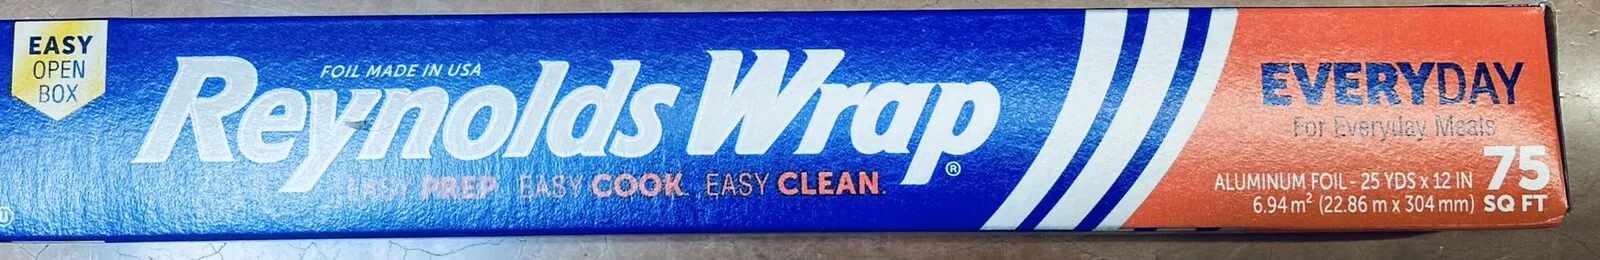 EASY
OPEN
BOX
FOIL MADE IN USA
Reynolds Wrap®
EASY PREP EASY COOK. EASY CLEAN.
EVERYDAY
For Everyday Meals
ALUMINUM FOIL - 25 YDS x 12 IN
6.94 m² (22.86 m x 304 mm)
75
SQ FT
U